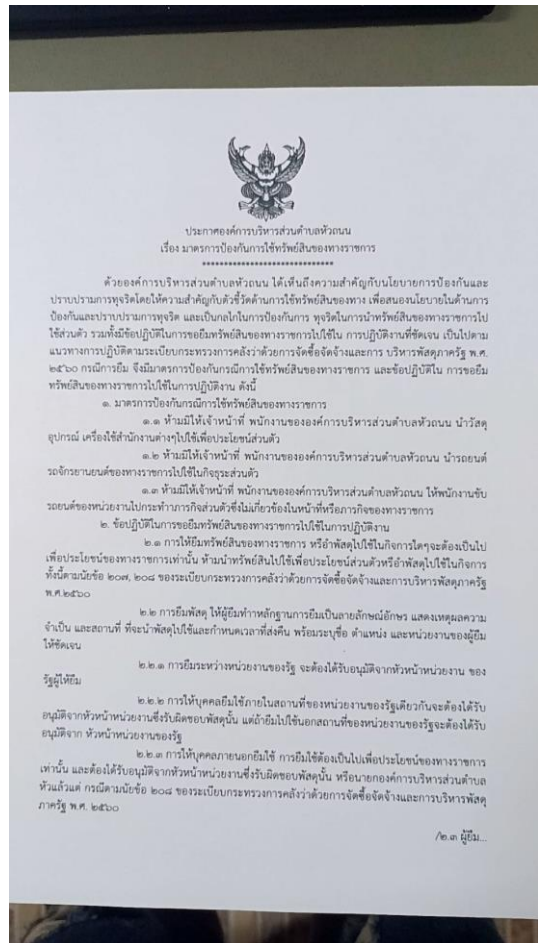 ประกาศองค์การบริหารส่วนตำบลหัวถนน
เรื่อง มาตรการป้องกันการใช้ทรัพย์สินของทางราชการ
******************************
ด้วยองค์การบริหารส่วนตำบลหัวถนน ได้เห็นถึงความสำคัญกับนโยบายการป้องกันและ
ปราบปรามการทุจริตโดยให้ความสำคัญกับตัวชี้วัดด้านการใช้ทรัพย์สินของทาง เพื่อสนองนโยบายในด้านการ
ป้องกันและปราบปรามการทุจริต และเป็นกลไกในการป้องกันการ ทุจริตในการนำทรัพย์สินของทางราชการไป
ใช้ส่วนตัว รวมทั้งมีข้อปฏิบัติในการขอยืมทรัพย์สินของทางราชการไปใช้ใน การปฏิบัติงานที่ชัดเจน เป็นไปตาม
แนวทางการปฏิบัติตามระเบียบกระทรวงการคลังว่าด้วยการจัดซื้อจัดจ้างและการ บริหารพัสดุภาครัฐ พ.ศ.
๒๕๖๐ กรณีการยืม จึงมีมาตรการป้องกันกรณีการใช้ทรัพย์สินของทางราชการ และข้อปฏิบัติใน การขอยืม
ทรัพย์สินของทางราชการไปใช้ในการปฏิบัติงาน ดังนี้
๑. มาตรการป้องกันกรณีการใช้ทรัพย์สินของทางราชการ
๑.๑ ห้ามมิให้เจ้าหน้าที่ พนักงานขององค์การบริหารส่วนตำบลหัวถนน นำวัสดุ
อุปกรณ์ เครื่องใช้สำนักงานต่างๆไปใช้เพื่อประโยชน์ส่วนตัว
๑.๒ ห้ามมิให้เจ้าหน้าที่ พนักงานขององค์การบริหารส่วนตำบลหัวถนน นำรถยนต์
รถจักรยานยนต์ของทางราชการไปใช้ในกิจธุระส่วนตัว
๑.๑ ห้ามมิให้เจ้าหน้าที่ พนักงานขององค์การบริหารส่วนตำบลหัวถนน ให้พนักงานขับ
รถยนต์ของหน่วยงานไปกระทำภารกิจส่วนตัวซึ่งไม่เกี่ยวข้องในหน้าที่หรือภารกิจของทางราชการ
๒. ข้อปฏิบัติในการขอยืมทรัพย์สินของทางราชการไปใช้ในการปฏิบัติงาน
๒.๑ การให้ยืมทรัพย์สินของทางราชการ หรือำพัสดุไปใช้ในกิจการใดๆจะต้องเป็นไป
เพื่อประโยชน์ของทางราชการเท่านั้น ห้ามนำทรัพย์สินไปใช้เพื่อประโยชน์ส่วนตัวหรือำพัสดุไปใช้ในกิจการ
ทั้งนี้ตามนัยข้อ ๒๐๗, ๒๐๘ ของระเบียบกระทรวงการคลังว่าด้วยการจัดซื้อจัดจ้างและการบริหารพัสดุภาครัฐ
พ.ศ.๒๕๖๐
๒.๒ การยืมพัสดุ ให้ผู้ยืมทำาหลักฐานการยืมเป็นลายลักษณ์อักษร แสดงเหตุผลความ
จำเป็น และสถานที่ ที่จะนำพัสดุไปใช้และกำหนดเวลาที่ส่งคืน พร้อมระบุชื่อ ตำแหน่ง และหน่วยงานของผู้ยืม
ให้ชัดเจน
๒.๒.๑ การยืมระหว่างหน่วยงานของรัฐ จะต้องได้รับอนุมัติจากหัวหน้าหน่วยงาน ของ
รัฐผู้ให้ยืม
๒.๒.๒ การให้บุคคลยืมใช้ภายในสถานที่ของหน่วยงานของรัฐเดียวกันจะต้องได้รับ
อนุมัติจากหัวหน้าหน่วยงานซึ่งรับผิดชอบพัสดุนั้น แต่ถ้ายืมไปใช้นอกสถานที่ของหน่วยงานของรัฐจะต้องได้รับ
อนุมัติจาก หัวหน้าหน่วยงานของรัฐ
๒.๒.๓ การให้บุคคลภายนอกยืมใช้ การยืมใช้ต้องเป็นไปเพื่อประโยชน์ของทางราชการ
เท่านั้น และต้องได้รับอนุมัติจากหัวหน้าหน่วยงานซึ่งรับผิดชอบพัสดุนั้น หรือนายกองค์การบริหารส่วนตำบล
หัวแล้วแต่ กรณีตามนัยข้อ ๒๐๘ ของระเบียบกระทรวงการคลังว่าด้วยการจัดซื้อจัดจ้างและการบริหารพัสดุ
ภาครัฐ พ.ศ. ๒๕๖๐
/๒.๓ ผู้ยืม...